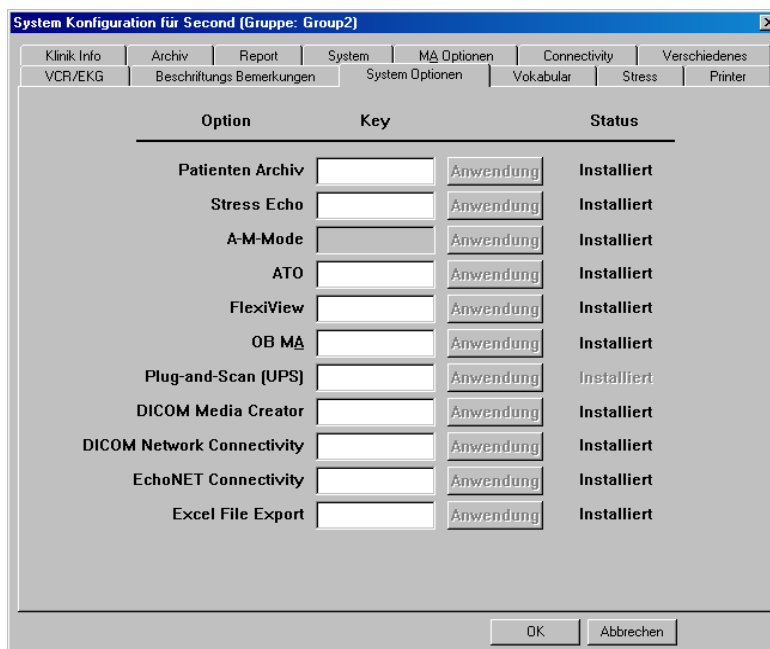 System Konfiguration für Second (Gruppe: Group2)
Klinik Info Archiv Report System MA Optionen Connectivity Verschiedenes
VCR/EKG Beschriftungs Bemerkungen System Optionen Vokabular Stress Printer
Option Key Status
Patienten Archiv Anwendung Installiert
Stress Echo Anwendung Installiert
A-M-Mode Anwendung Installiert
ATO Anwendung Installiert
FlexiView Anwendung Installiert
OB MA Anwendung Installiert
Plug-and-Scan (UPS) Anwendung Installiert
DICOM Media Creator Anwendung Installiert
DICOM Network Connectivity Anwendung Installiert
EchoNET Connectivity Anwendung Installiert
Excel File Export Anwendung Installiert
OK Abbrechen